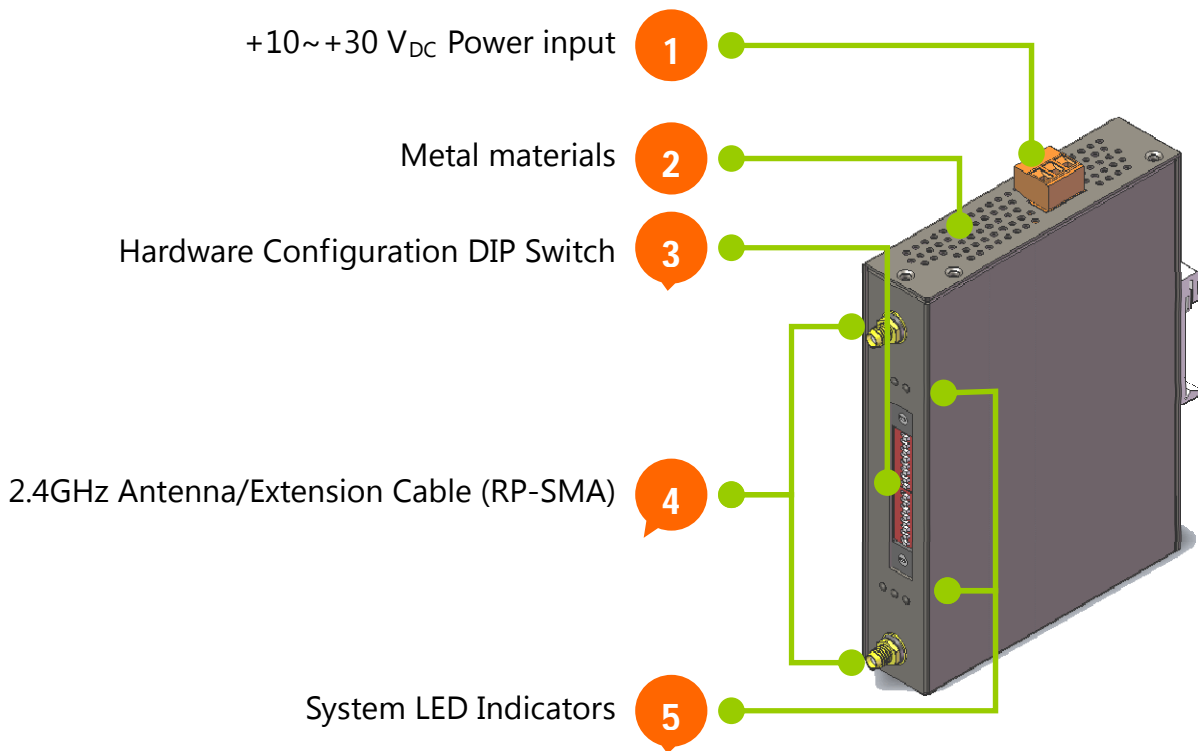 +10~+30 VDC Power input 1
Metal materials 2
Hardware Configuration DIP Switch 3
2.4GHz Antenna/Extension Cable (RP-SMA) 4
System LED Indicators 5